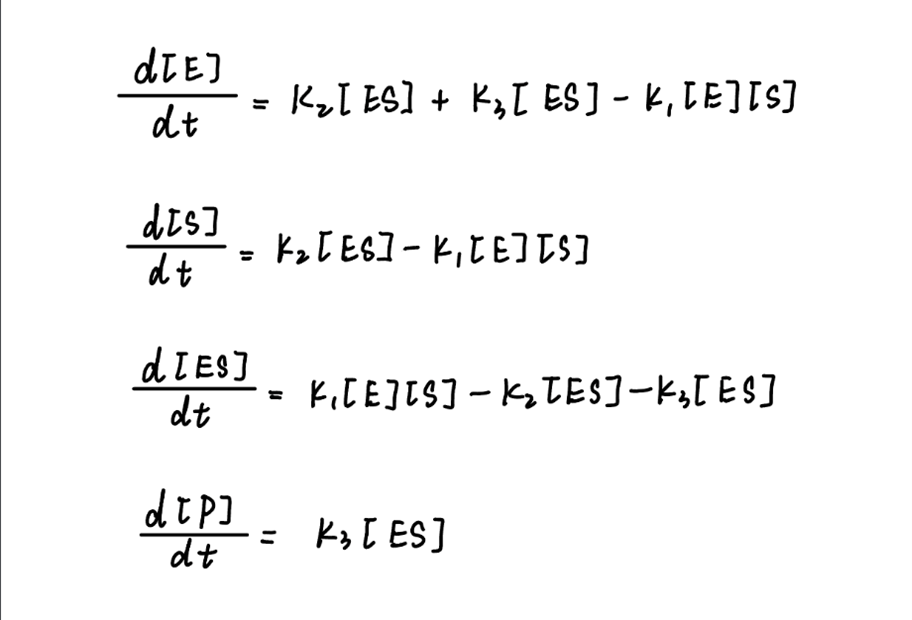 d[E]/dt = K₂[ES] + K₃[ES] - K₁[E][S]
d[S]/dt = K₂[ES] - K₁[E][S]
d[ES]/dt = K₁[E][S] - K₂[ES] - K₃[ES]
d[P]/dt = K₃[ES]